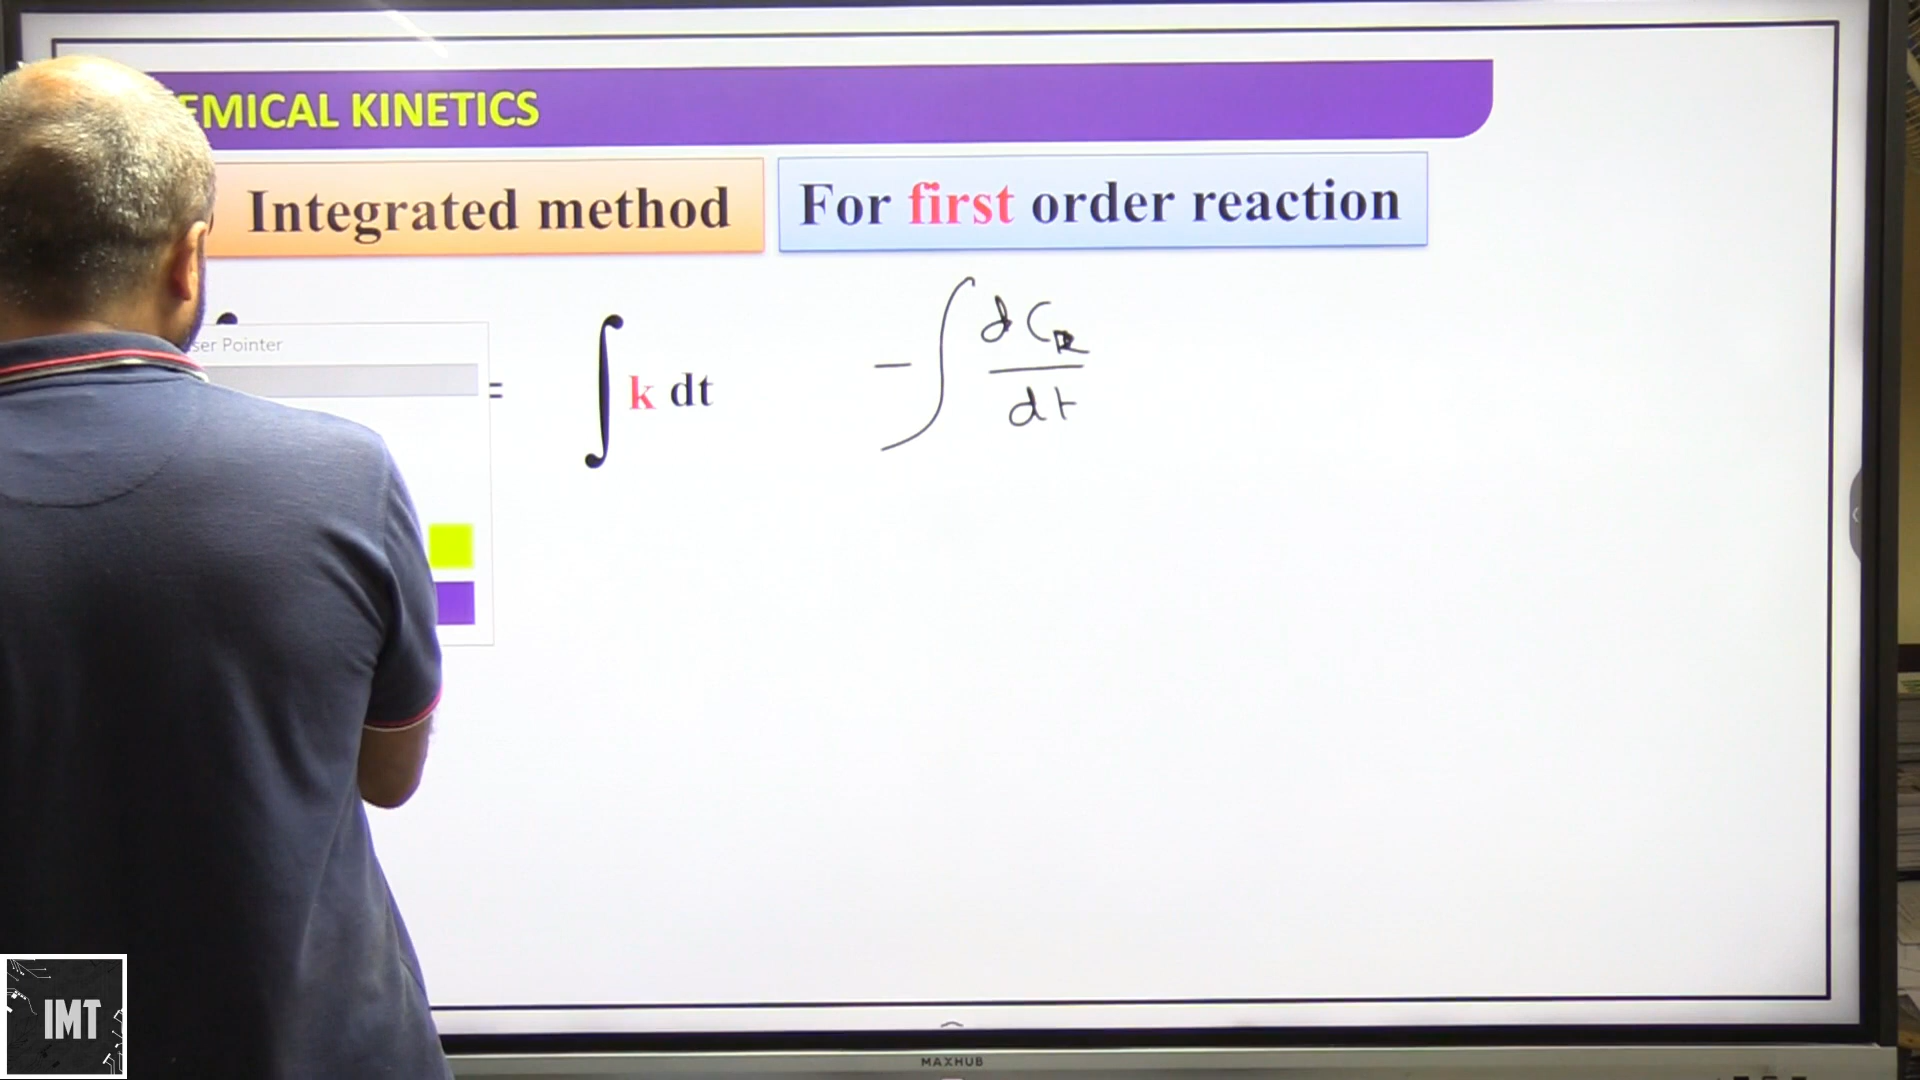 EMICAL KINETICS
Integrated method
For first order reaction
ser Pointer
= ∫ k dt
- ∫ dC_R / dt
IMT
MAXHUB